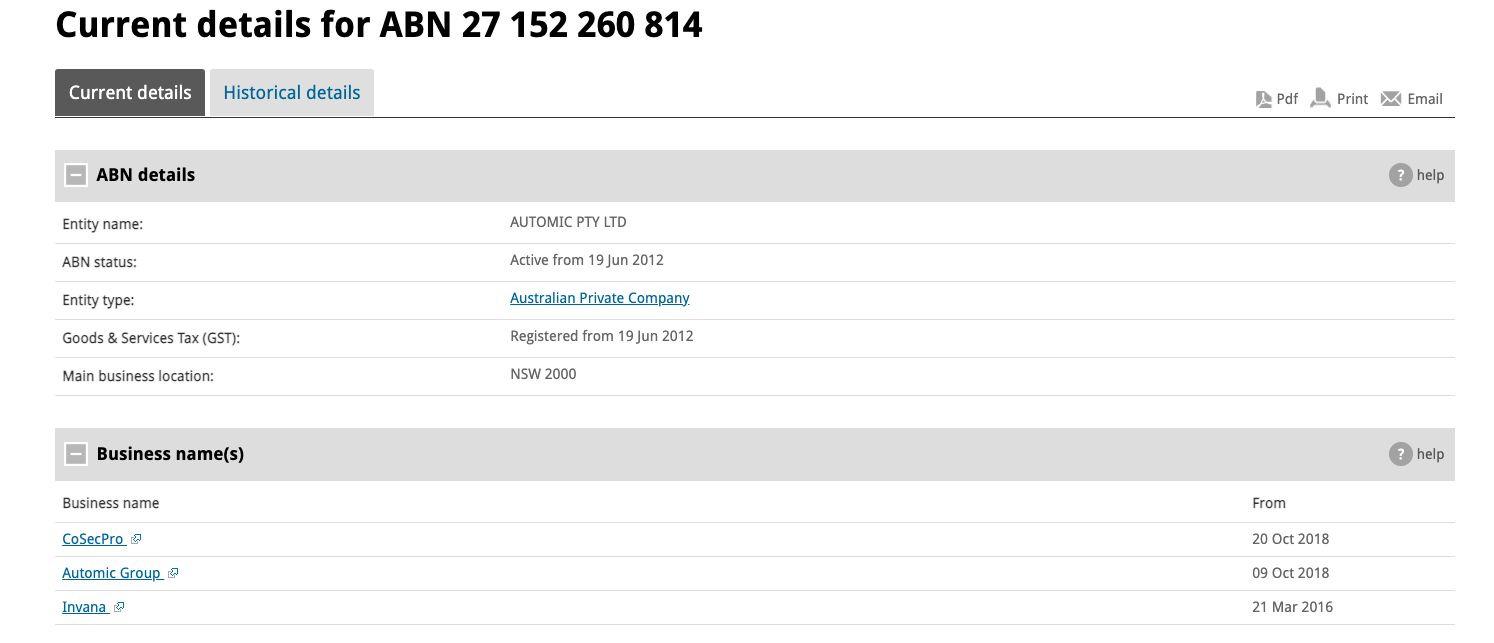 Current details for ABN 27 152 260 814
Current details Historical details Pdf Print Email
ABN details ? help
Entity name: AUTOMIC PTY LTD
ABN status: Active from 19 Jun 2012
Entity type: Australian Private Company
Goods & Services Tax (GST): Registered from 19 Jun 2012
Main business location: NSW 2000
Business name(s) ? help
Business name From
CoSecPro 20 Oct 2018
Automic Group 09 Oct 2018
Invana 21 Mar 2016